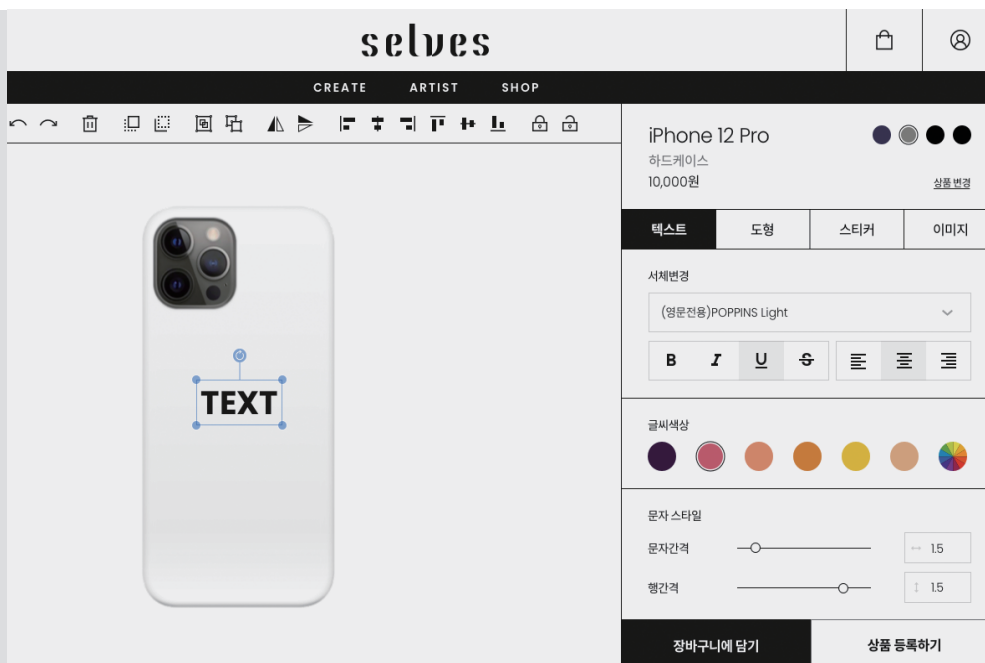 selves
CREATE ARTIST SHOP
iPhone 12 Pro
하드케이스
10,000원
상품 변경
텍스트 도형 스티커 이미지
서체변경
(영문전용)POPPINS Light
B I U S
TEXT
글씨색상
문자 스타일
문자간격 1.5
행간격 1.5
장바구니에 담기 상품 등록하기